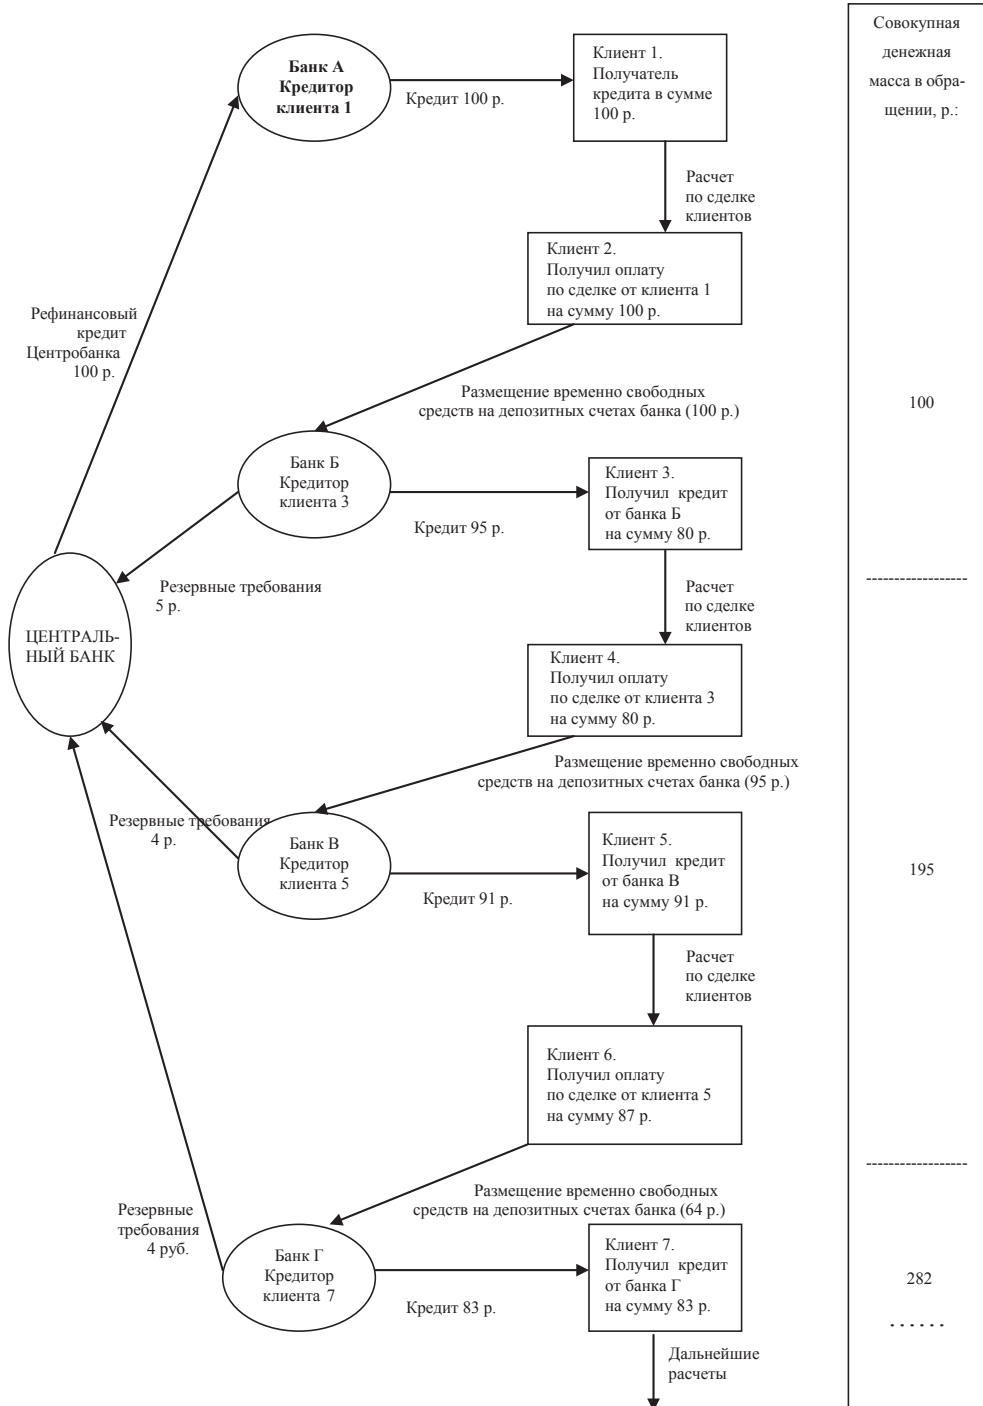 Совокупная
денежная
масса в обра-
щении, р.:
Банк А
Кредитор
клиента 1
Кредит 100 р.
Клиент 1.
Получатель
кредита в сумме
100 р.
Расчет
по сделке
клиентов
Клиент 2.
Получил оплату
по сделке от клиента 1
на сумму 100 р.
Рефинансовый
кредит
Центробанка
100 р.
Размещение временно свободных
средств на депозитных счетах банка (100 р.)
100
Банк Б
Кредитор
клиента 3
Кредит 95 р.
Клиент 3.
Получил кредит
от банка Б
на сумму 80 р.
Резервные требования
5 р.
Расчет
по сделке
клиентов
------------------
ЦЕНТРАЛЬ-
НЫЙ БАНК
Клиент 4.
Получил оплату
по сделке от клиента 3
на сумму 80 р.
Размещение временно свободных
средств на депозитных счетах банка (95 р.)
Резервные требования
4 р.
Банк В
Кредитор
клиента 5
Кредит 91 р.
Клиент 5.
Получил кредит
от банка В
на сумму 91 р.
195
Расчет
по сделке
клиентов
Клиент 6.
Получил оплату
по сделке от клиента 5
на сумму 87 р.
------------------
Размещение временно свободных
средств на депозитных счетах банка (64 р.)
Резервные
требования
4 руб.
Банк Г
Кредитор
клиента 7
Кредит 83 р.
Клиент 7.
Получил кредит
от банка Г
на сумму 83 р.
282
......
Дальнейшие
расчеты